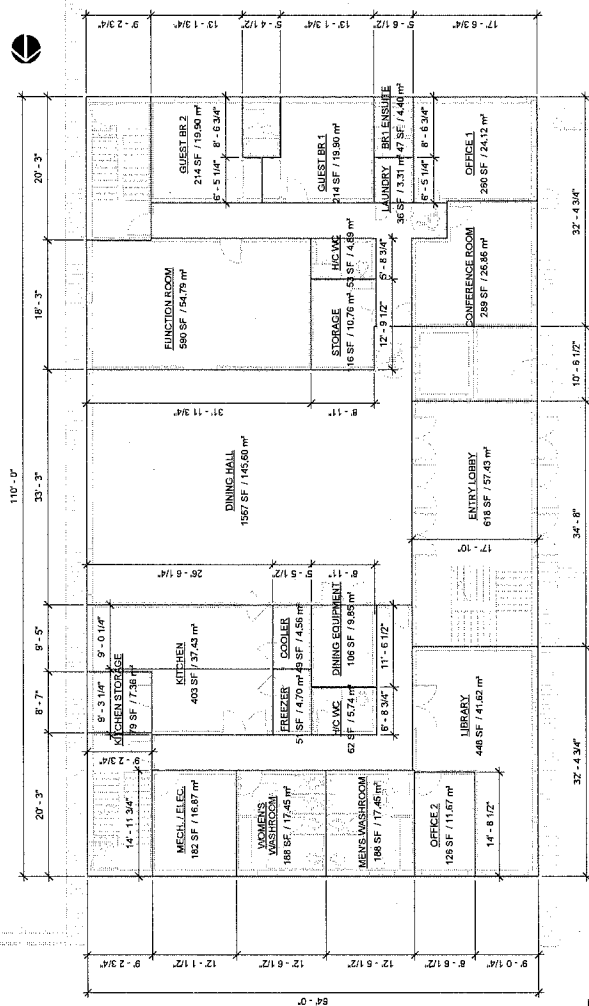 110' - 0"
20' - 3"
8' - 7"
9' - 5"
33' - 3"
18' - 3"
20' - 3"
9' - 2 3/4"
14' - 11 3/4"
9' - 3 1/4"
9' - 0 1/4"
KITCHEN STORAGE
79 SF / 7,36 m²
MECH. / ELEC.
182 SF / 16,87 m²
WOMEN'S
WASHROOM
188 SF / 17,45 m²
MEN'S WASHROOM
188 SF / 17,45 m²
OFFICE 2
126 SF / 11,67 m²
14' - 8 1/2"
KITCHEN
403 SF / 37,43 m²
FREEZER
51 SF / 4,70 m²
COOLER
49 SF / 4,56 m²
H/C WC
62 SF / 5,74 m²
DINING EQUIPMENT
106 SF / 9,85 m²
6' - 8 3/4"
11' - 6 1/2"
LIBRARY
448 SF / 41,62 m²
26' - 6 1/4"
5' - 5 1/2"
8' - 11"
DINING HALL
1567 SF / 145,60 m²
31' - 11 3/4"
8' - 11"
ENTRY LOBBY
618 SF / 57,43 m²
17' - 10"
FUNCTION ROOM
590 SF / 54,79 m²
STORAGE
16 SF / 10,76 m²
H/C WC
53 SF / 4,89 m²
12' - 9 1/2"
5' - 8 3/4"
CONFERENCE ROOM
289 SF / 26,86 m²
GUEST BR 2
214 SF / 19,90 m²
6' - 5 1/4"
8' - 6 3/4"
GUEST BR 1
214 SF / 19,90 m²
LAUNDRY
36 SF / 3,31 m²
BR1 ENSUITE
47 SF / 4,40 m²
6' - 5 1/4"
8' - 6 3/4"
OFFICE 1
260 SF / 24,12 m²
9' - 2 3/4"
13' - 1 3/4"
5' - 4 1/2"
13' - 1 3/4"
5' - 6 1/2"
17' - 6 3/4"
54' - 0"
9' - 2 3/4"
12' - 1 1/2"
12' - 6 1/2"
12' - 5 1/2"
8' - 6 1/2"
9' - 0 1/4"
32' - 4 3/4"
34' - 8"
10' - 6 1/2"
32' - 4 3/4"